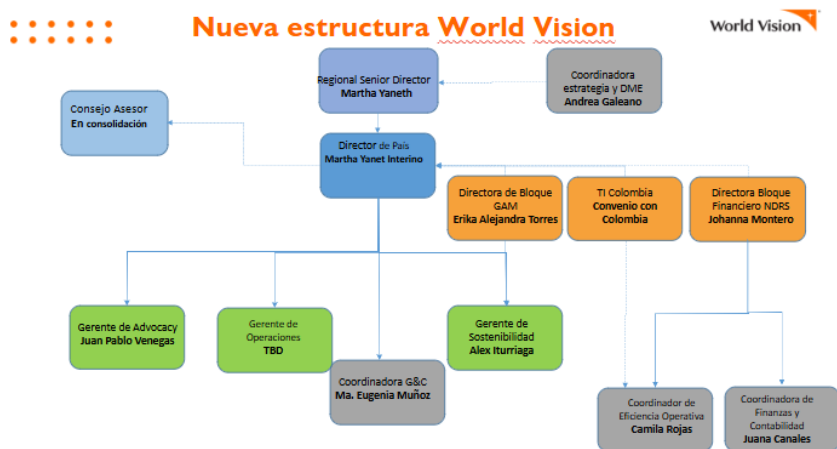 Nueva estructura World Vision
World Vision
Regional Senior Director
Martha Yaneth
Coordinadora
estrategia y DME
Andrea Galeano
Consejo Asesor
En consolidación
Director de País
Martha Yanet Interino
Directora de Bloque
GAM
Erika Alejandra Torres
TI Colombia
Convenio con
Colombia
Directora Bloque
Financiero NDRS
Johanna Montero
Gerente de Advocacy
Juan Pablo Venegas
Gerente de
Operaciones
TBD
Gerente de
Sostenibilidad
Alex Iturriaga
Coordinadora G&C
Ma. Eugenia Muñoz
Coordinador de
Eficiencia Operativa
Camila Rojas
Coordinadora de
Finanzas y
Contabilidad
Juana Canales